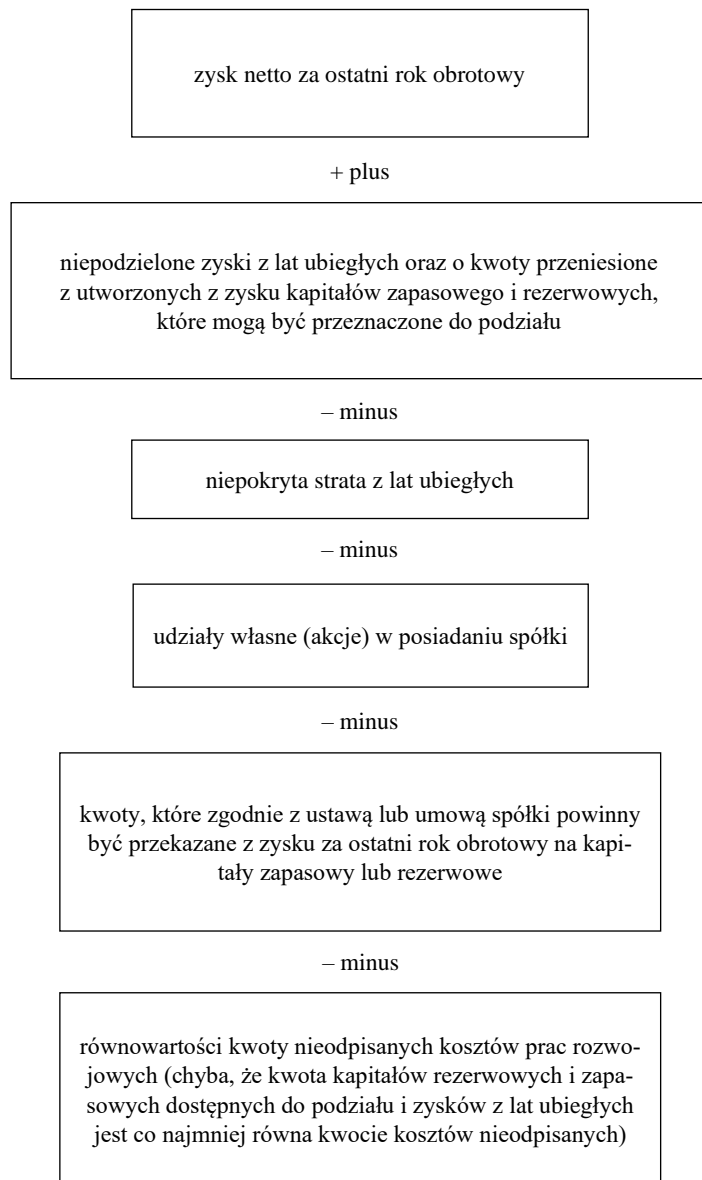 zysk netto za ostatni rok obrotowy
+ plus
niepodzielone zyski z lat ubiegłych oraz o kwoty przeniesione
z utworzonych z zysku kapitałów zapasowego i rezerwowych,
które mogą być przeznaczone do podziału
– minus
niepokryta strata z lat ubiegłych
– minus
udziały własne (akcje) w posiadaniu spółki
– minus
kwoty, które zgodnie z ustawą lub umową spółki powinny
być przekazane z zysku za ostatni rok obrotowy na kapi-
tały zapasowy lub rezerwowe
– minus
równowartości kwoty nieodpisanych kosztów prac rozwo-
jowych (chyba, że kwota kapitałów rezerwowych i zapa-
sowych dostępnych do podziału i zysków z lat ubiegłych
jest co najmniej równa kwocie kosztów nieodpisanych)